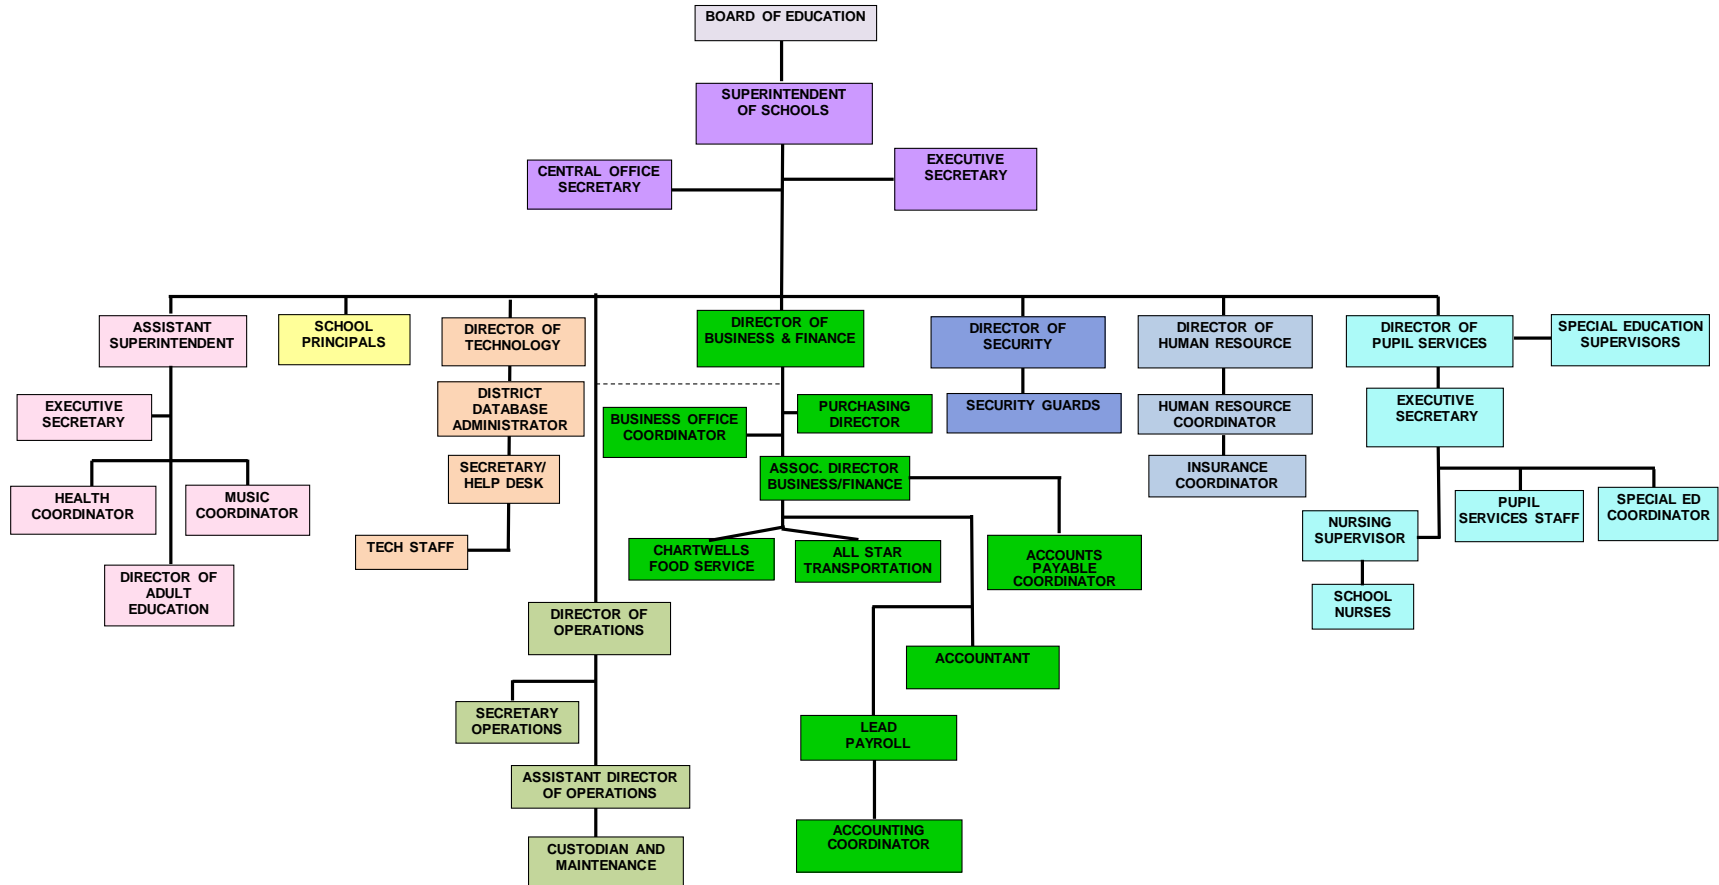 BOARD OF EDUCATION
SUPERINTENDENT
OF SCHOOLS
CENTRAL OFFICE
SECRETARY
EXECUTIVE
SECRETARY
ASSISTANT
SUPERINTENDENT
SCHOOL
PRINCIPALS
DIRECTOR OF
TECHNOLOGY
DIRECTOR OF
BUSINESS & FINANCE
DIRECTOR OF
SECURITY
DIRECTOR OF
HUMAN RESOURCE
DIRECTOR OF
PUPIL SERVICES
SPECIAL EDUCATION
SUPERVISORS
EXECUTIVE
SECRETARY
DISTRICT
DATABASE
ADMINISTRATOR
BUSINESS OFFICE
COORDINATOR
PURCHASING
DIRECTOR
SECURITY GUARDS
HUMAN RESOURCE
COORDINATOR
EXECUTIVE
SECRETARY
HEALTH
COORDINATOR
MUSIC
COORDINATOR
SECRETARY/
HELP DESK
ASSOC. DIRECTOR
BUSINESS/FINANCE
INSURANCE
COORDINATOR
NURSING
SUPERVISOR
PUPIL
SERVICES STAFF
SPECIAL ED
COORDINATOR
TECH STAFF
CHARTWELLS
FOOD SERVICE
ALL STAR
TRANSPORTATION
ACCOUNTS
PAYABLE
COORDINATOR
DIRECTOR OF
ADULT
EDUCATION
SCHOOL
NURSES
DIRECTOR OF
OPERATIONS
ACCOUNTANT
SECRETARY
OPERATIONS
LEAD
PAYROLL
ASSISTANT DIRECTOR
OF OPERATIONS
ACCOUNTING
COORDINATOR
CUSTODIAN AND
MAINTENANCE